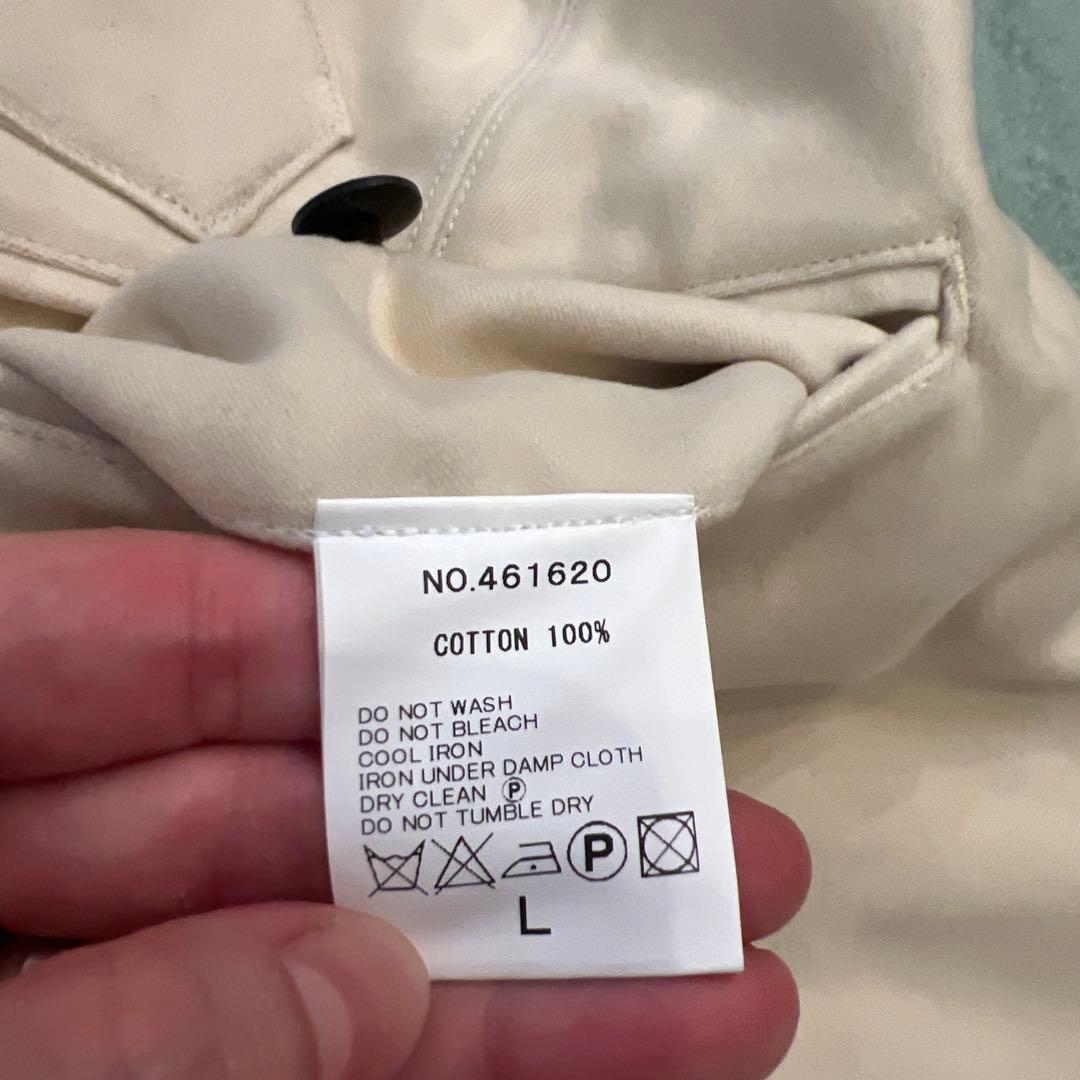 NO.461620
COTTON 100%
DO NOT WASH
DO NOT BLEACH
COOL IRON
IRON UNDER DAMP CLOTH
DRY CLEAN Ⓟ
DO NOT TUMBLE DRY
P
L